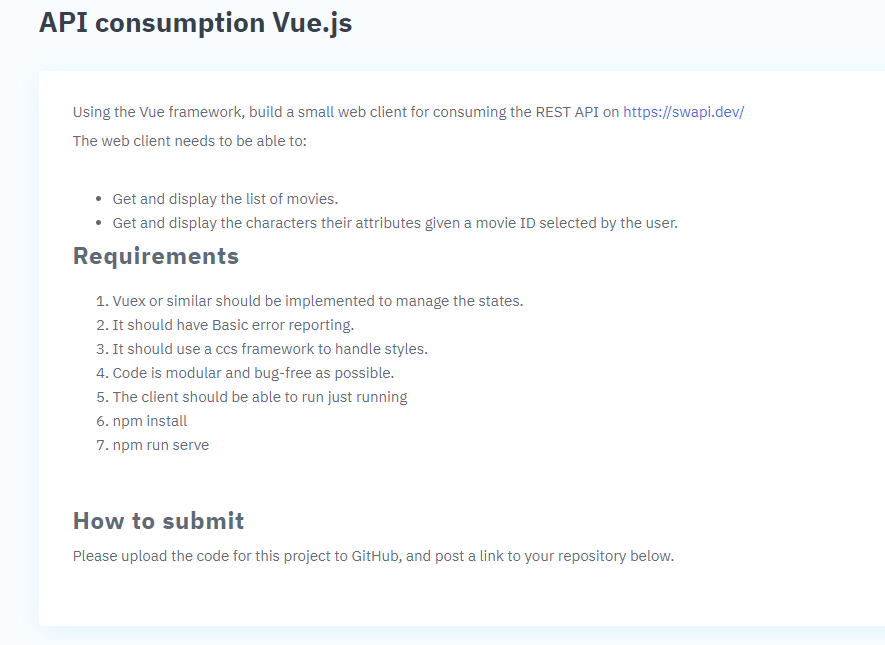 API consumption Vue.js
Using the Vue framework, build a small web client for consuming the REST API on https://swapi.dev/
The web client needs to be able to:
• Get and display the list of movies.
• Get and display the characters their attributes given a movie ID selected by the user.
Requirements
1. Vuex or similar should be implemented to manage the states.
2. It should have Basic error reporting.
3. It should use a ccs framework to handle styles.
4. Code is modular and bug-free as possible.
5. The client should be able to run just running
6. npm install
7. npm run serve
How to submit
Please upload the code for this project to GitHub, and post a link to your repository below.